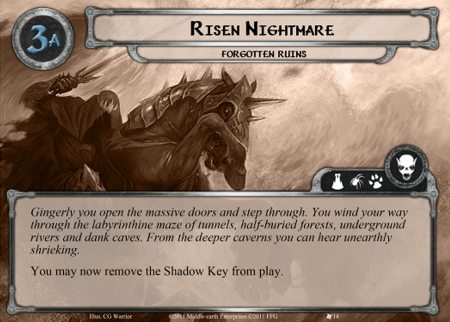 3A
RISEN NIGHTMARE
FORGOTTEN RUINS
Gingerly you open the massive doors and step through. You wind your way
through the labyrinthine maze of tunnels, half-buried forests, underground
rivers and dank caves. From the deeper caverns you can hear unearthly
shrieking.
You may now remove the Shadow Key from play.
Illus. CG Warrior
©2011 Middle-earth Enterprises ©2011 FFG
14